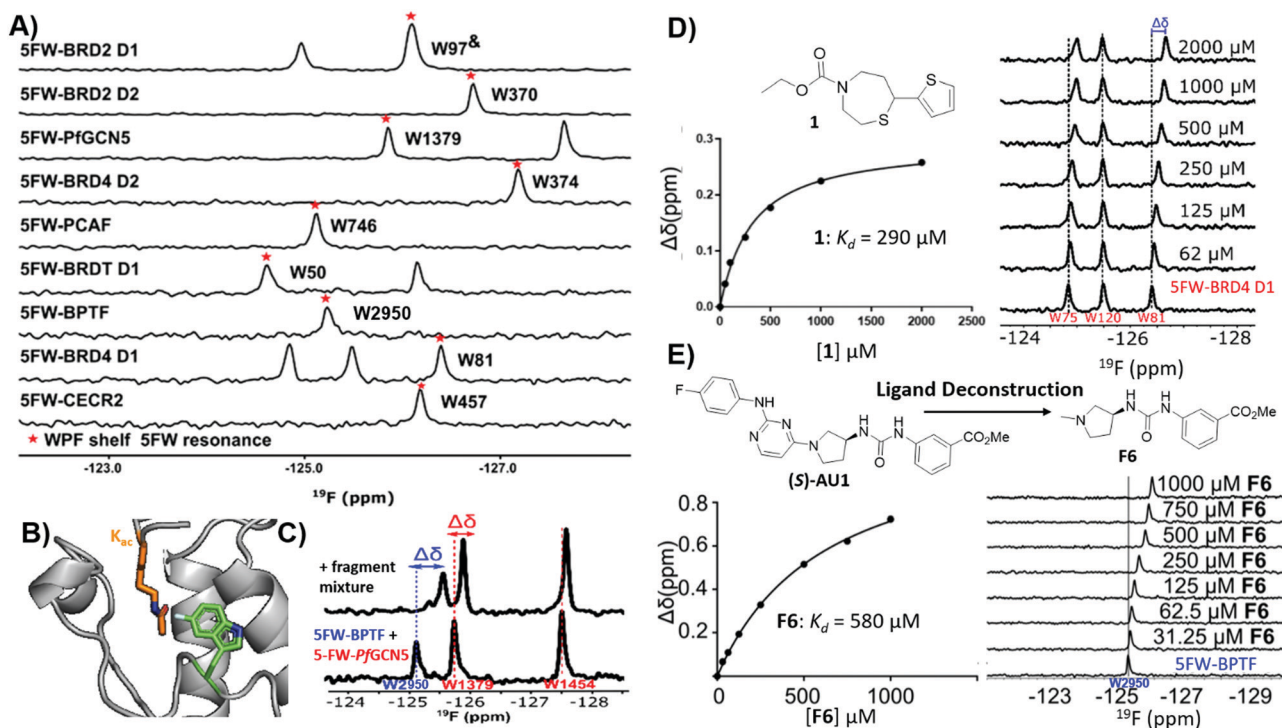 A)
5FW-BRD2 D1
W97&
5FW-BRD2 D2
W370
5FW-PfGCN5
W1379
5FW-BRD4 D2
W374
5FW-PCAF
W746
5FW-BRDT D1
W50
5FW-BPTF
W2950
5FW-BRD4 D1
W81
5FW-CECR2
W457
★ WPF shelf 5FW resonance
-123.0 -125.0 -127.0
¹⁹F (ppm)
B)
Kac
C)
Δδ Δδ
+ fragment
mixture
5FW-BPTF +
5-FW-PfGCN5
W2950 W1379 W1454
-124 -125 -126 -127 -128
¹⁹F (ppm)
D)
O
O
N
S
S
1
0.3
0.2
0.1
0.0
Δδ(ppm)
1: Kd = 290 μM
0 500 1000 1500 2000 2500
[1] μM
Δδ
2000 μM
1000 μM
500 μM
250 μM
125 μM
62 μM
5FW-BRD4 D1
W75 W120 W81
-124 -126 -128
¹⁹F (ppm)
E)
F
NH
N
N
N
H
N
H
N
O
CO₂Me
(S)-AU1
Ligand Deconstruction
N
H
N
H
N
O
CO₂Me
F6
0.8
0.6
0.4
0.2
Δδ(ppm)
F6: Kd = 580 μM
0 500 1000
[F6] μM
1000 μM F6
750 μM F6
500 μM F6
250 μM F6
125 μM F6
62.5 μM F6
31.25 μM F6
5FW-BPTF
W2950
-123 -125 -127 -129
¹⁹F (ppm)